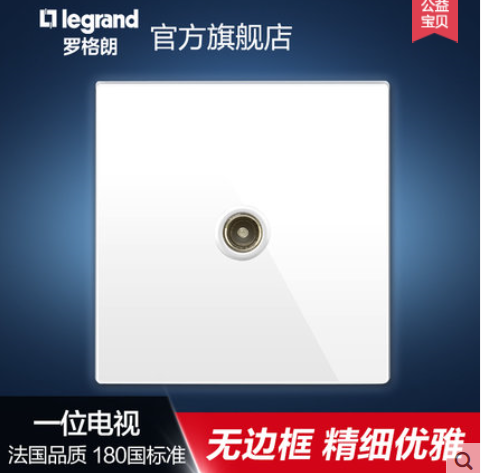 legrand
罗格朗 官方旗舰店
公益
宝贝
一位电视
法国品质 180国标准
无边框 精细优雅